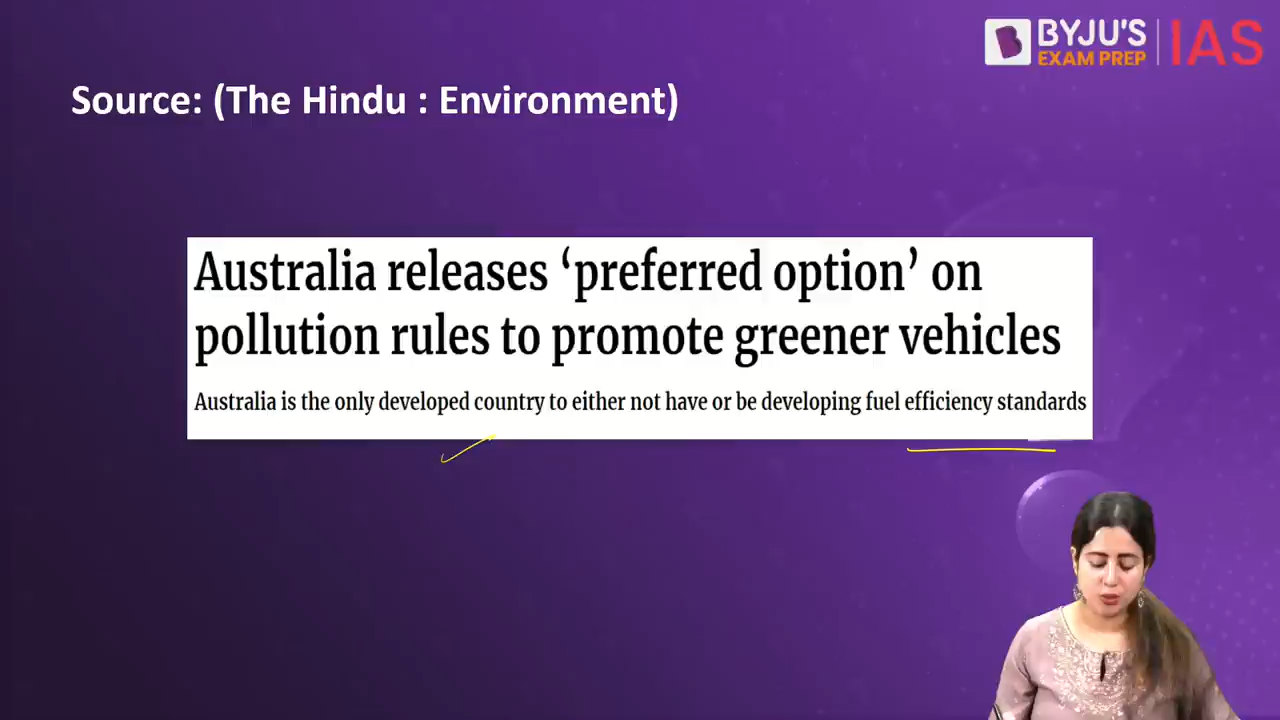 BYJU'S
EXAM PREP
IAS
Source: (The Hindu : Environment)
Australia releases ‘preferred option’ on
pollution rules to promote greener vehicles
Australia is the only developed country to either not have or be developing fuel efficiency standards